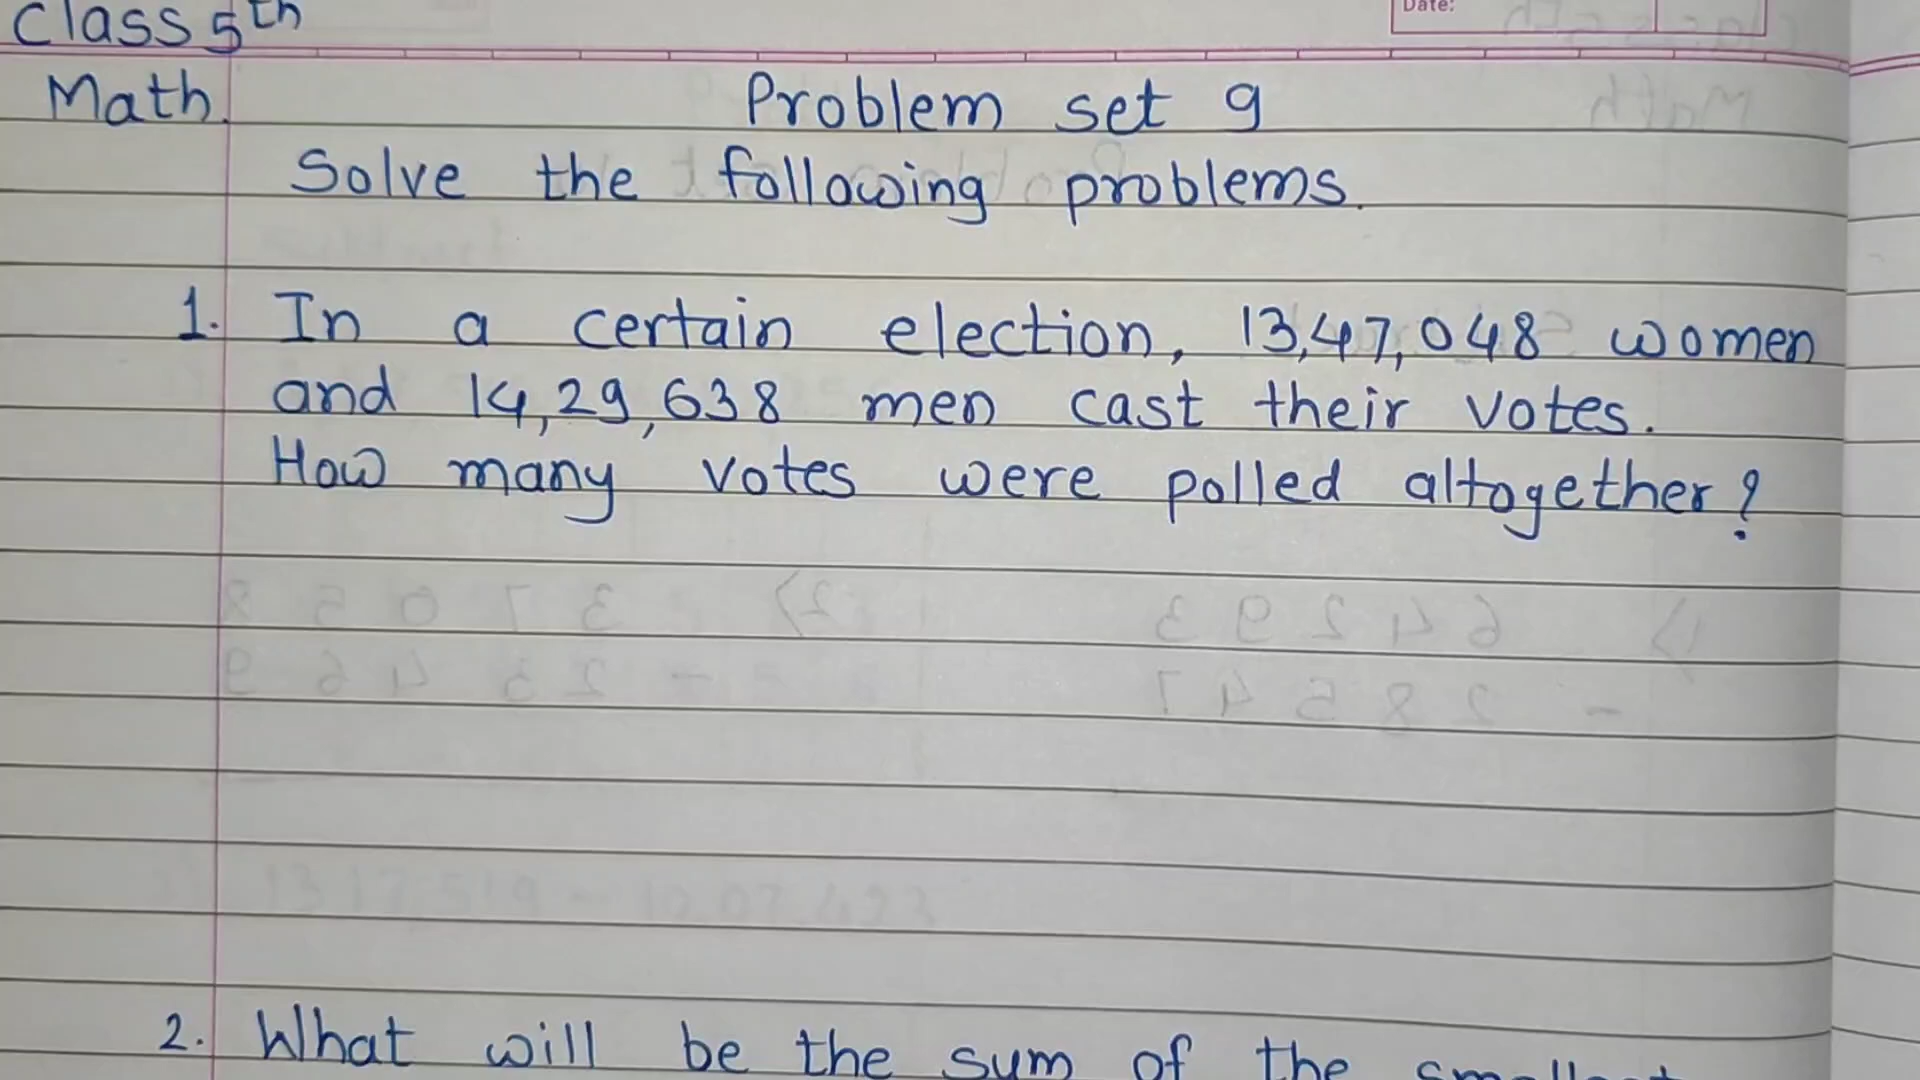 Class 5th
Date:
Math.
Problem set 9
Solve the following problems.
1. In a certain election, 13,47,048 women
and 14,29,638 men cast their votes.
How many votes were polled altogether?
2. What will be the sum of the smallest